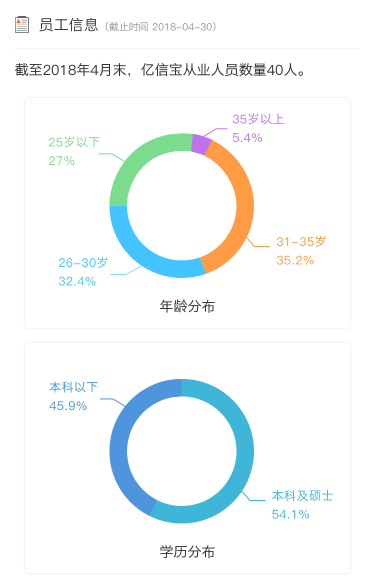 员工信息（截止时间 2018-04-30）
截至2018年4月末，亿信宝从业人员数量40人。
35岁以上
5.4%
25岁以下
27%
31-35岁
35.2%
26-30岁
32.4%
年龄分布
本科以下
45.9%
本科及硕士
54.1%
学历分布